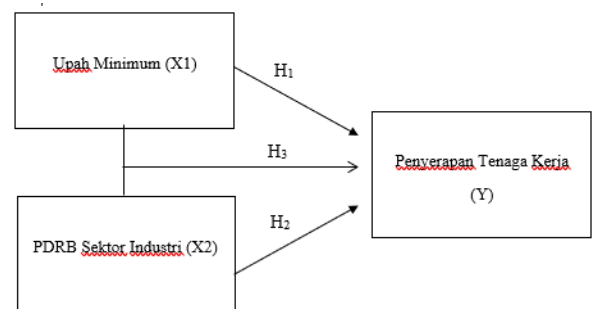 Upah Minimum (X1)
H1
H3
Penyerapan Tenaga Kerja
(Y)
H2
PDRB Sektor Industri (X2)